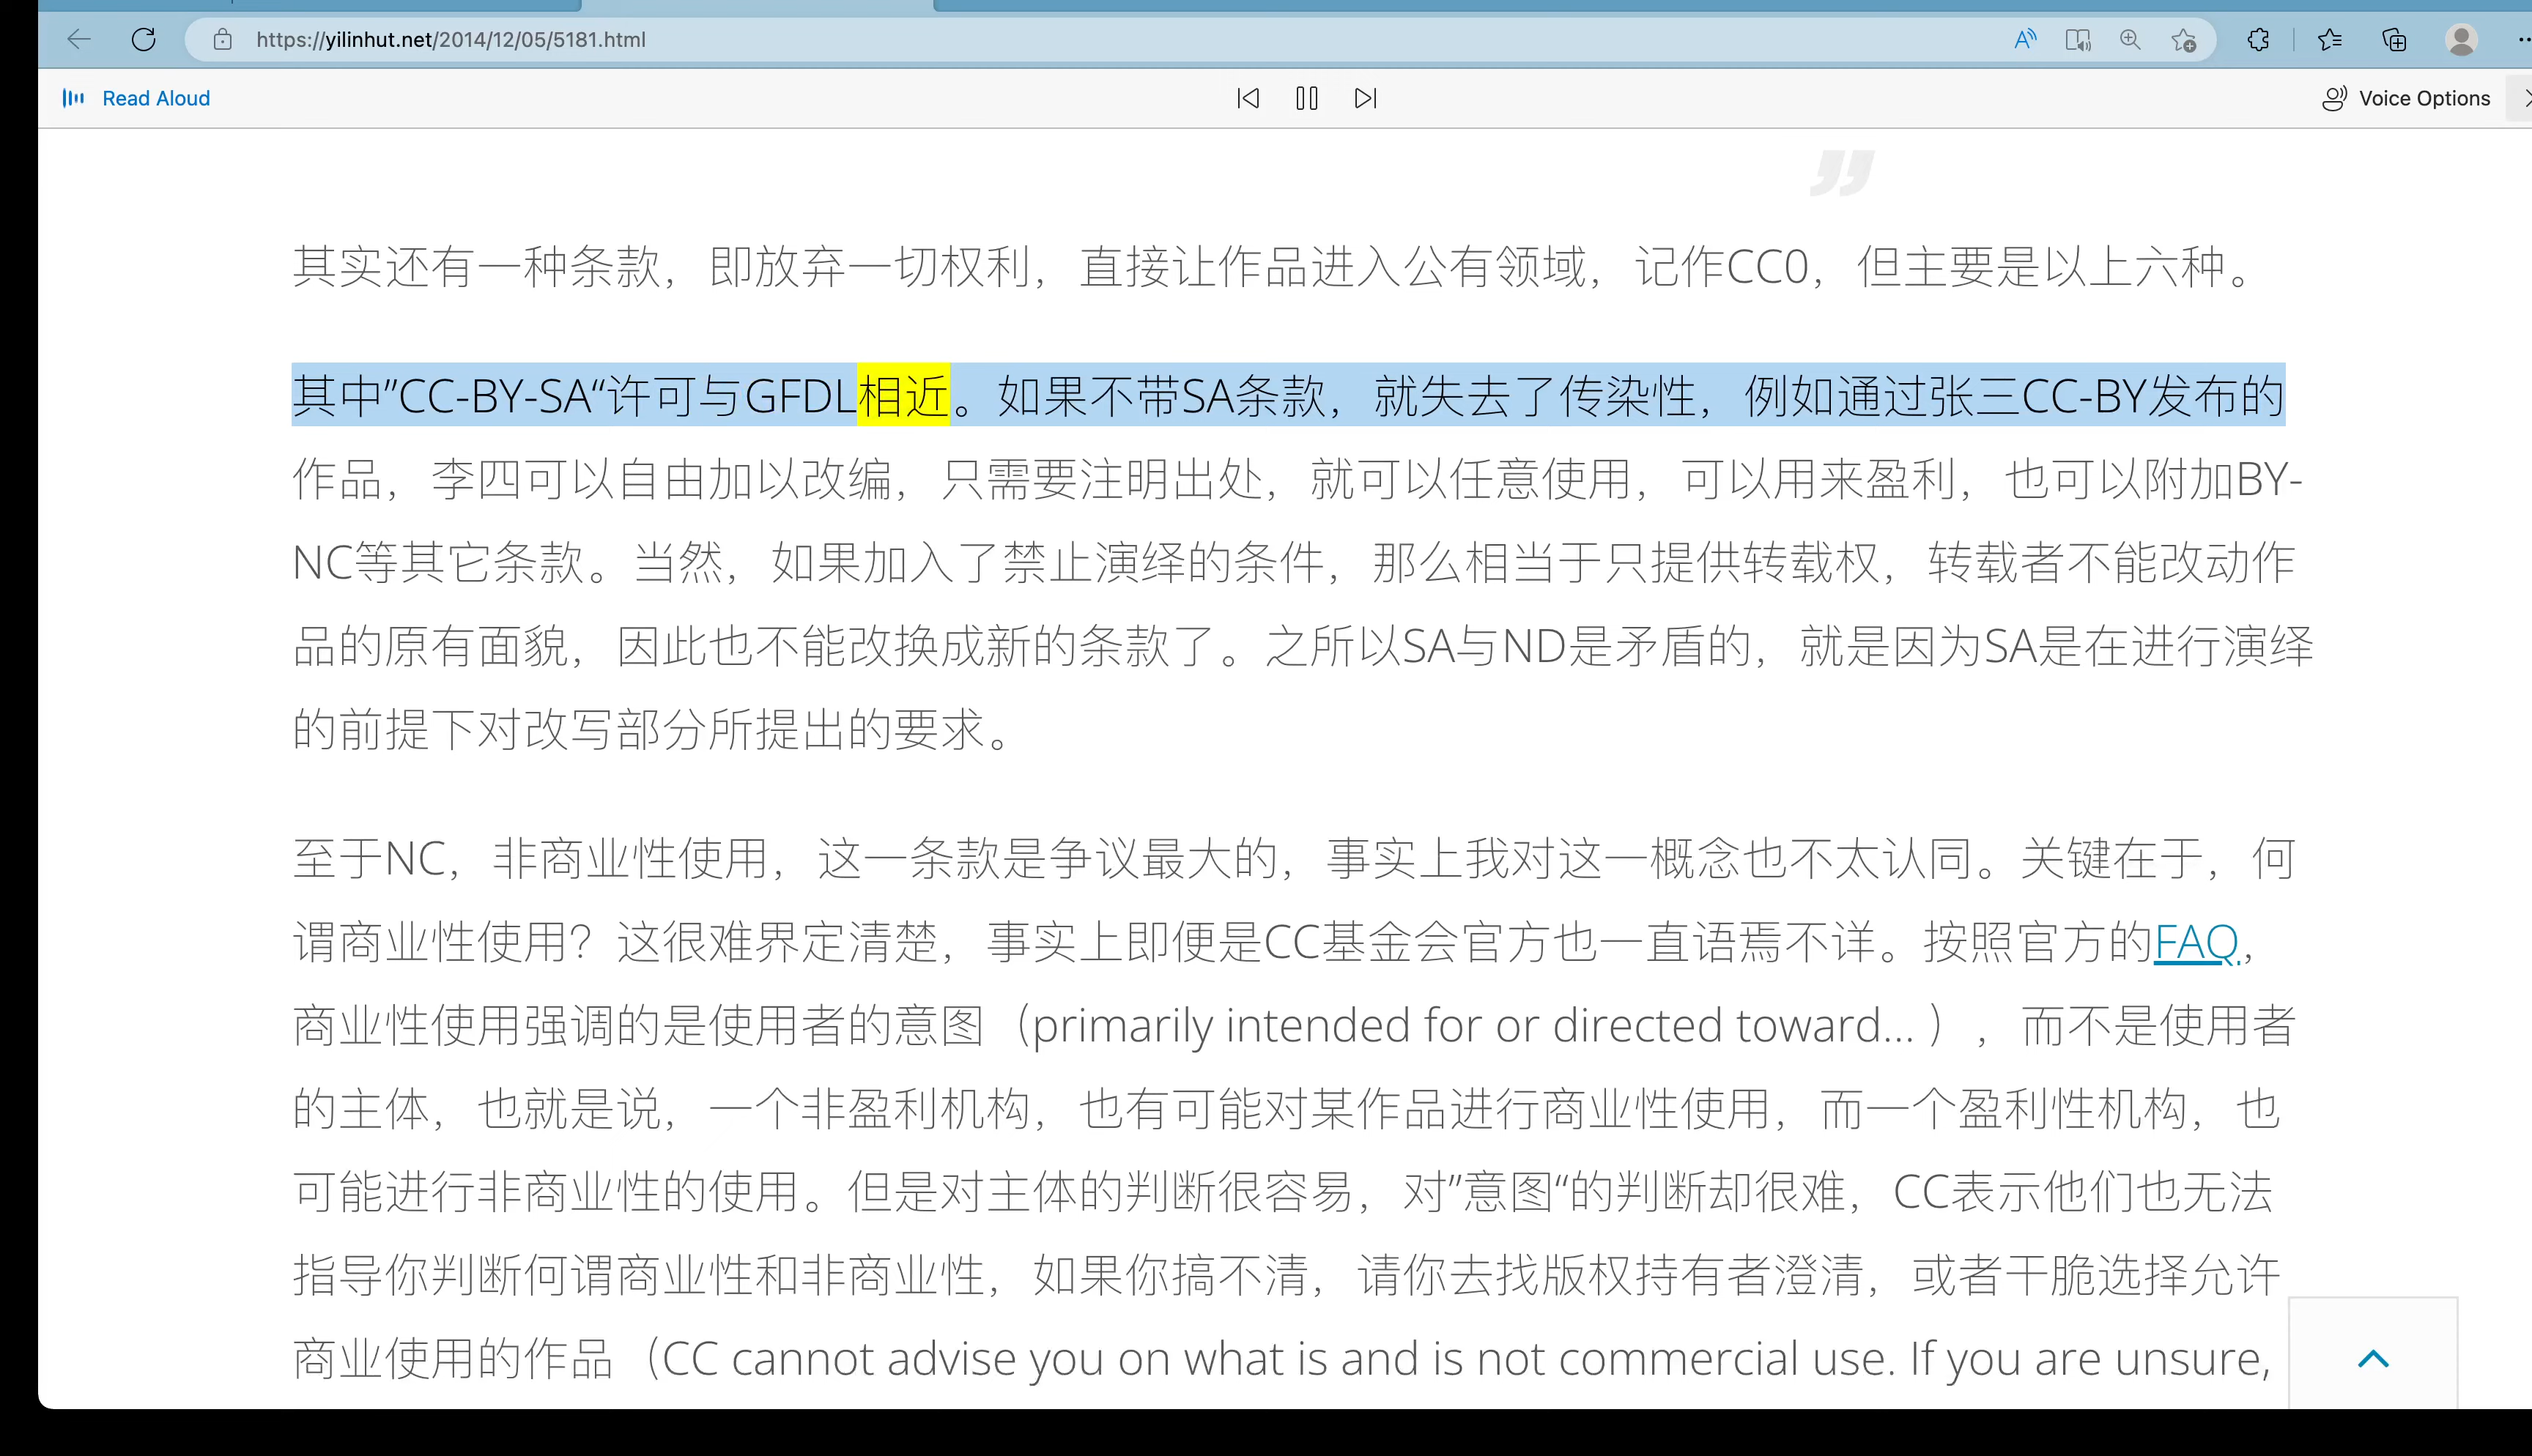 https://yilinhut.net/2014/12/05/5181.html
Read Aloud
Voice Options
其实还有一种条款，即放弃一切权利，直接让作品进入公有领域，记作CC0，但主要是以上六种。
其中”CC-BY-SA“许可与GFDL相近。如果不带SA条款，就失去了传染性，例如通过张三CC-BY发布的
作品，李四可以自由加以改编，只需要注明出处，就可以任意使用，可以用来盈利，也可以附加BY-
NC等其它条款。当然，如果加入了禁止演绎的条件，那么相当于只提供转载权，转载者不能改动作
品的原有面貌，因此也不能改换成新的条款了。之所以SA与ND是矛盾的，就是因为SA是在进行演绎
的前提下对改写部分所提出的要求。
至于NC，非商业性使用，这一条款是争议最大的，事实上我对这一概念也不太认同。关键在于，何
谓商业性使用？这很难界定清楚，事实上即便是CC基金会官方也一直语焉不详。按照官方的FAQ，
商业性使用强调的是使用者的意图（primarily intended for or directed toward... ），而不是使用者
的主体，也就是说，一个非盈利机构，也有可能对某作品进行商业性使用，而一个盈利性机构，也
可能进行非商业性的使用。但是对主体的判断很容易，对”意图“的判断却很难，CC表示他们也无法
指导你判断何谓商业性和非商业性，如果你搞不清，请你去找版权持有者澄清，或者干脆选择允许
商业使用的作品（CC cannot advise you on what is and is not commercial use. If you are unsure,